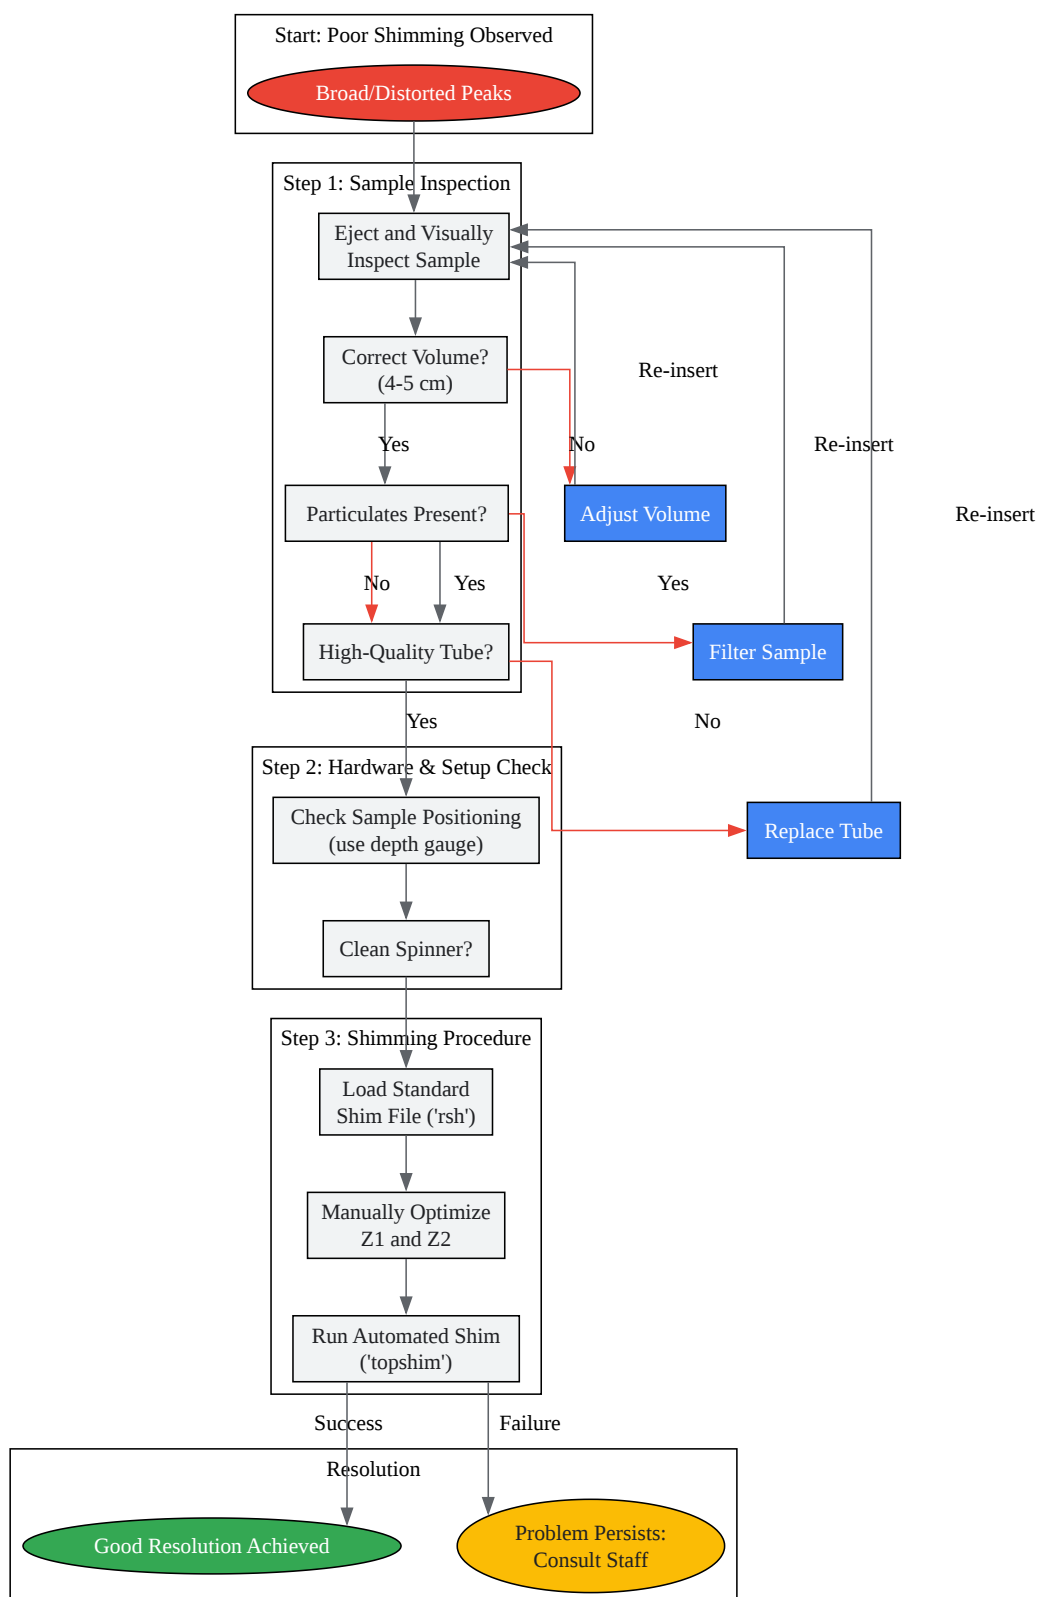 Start: Poor Shimming Observed
Broad/Distorted Peaks
Step 1: Sample Inspection
Eject and Visually
Inspect Sample
Correct Volume?
(4-5 cm)
Re-insert
Yes
No
Re-insert
Particulates Present?
Adjust Volume
Re-insert
No
Yes
Yes
High-Quality Tube?
Filter Sample
Yes
No
Step 2: Hardware & Setup Check
Check Sample Positioning
(use depth gauge)
Replace Tube
Clean Spinner?
Step 3: Shimming Procedure
Load Standard
Shim File ('rsh')
Manually Optimize
Z1 and Z2
Run Automated Shim
('topshim')
Success
Failure
Resolution
Good Resolution Achieved
Problem Persists:
Consult Staff